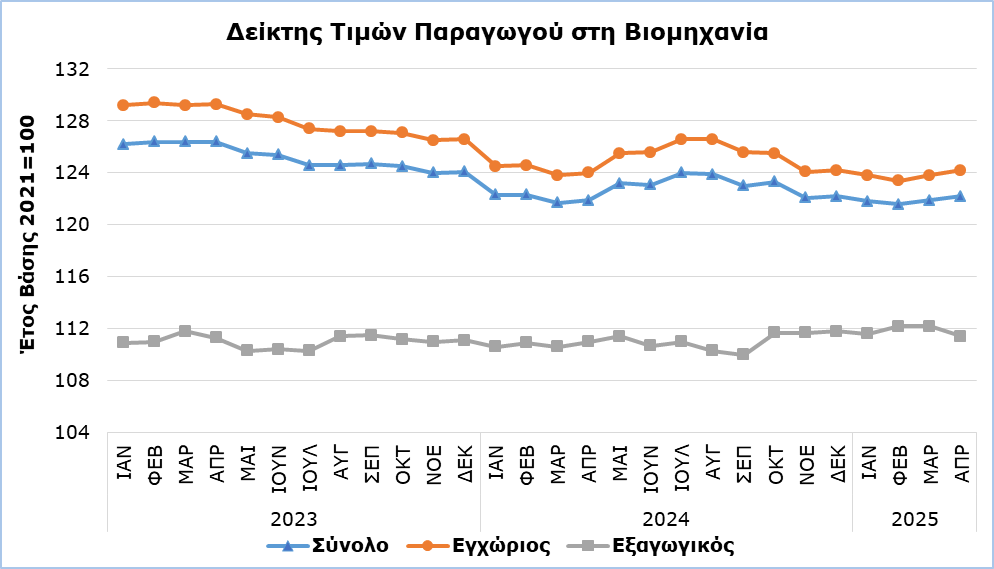 Δείκτης Τιμών Παραγωγού στη Βιομηχανία
Έτος Βάσης 2021=100
132
128
124
120
116
112
108
104
ΙΑΝ ΦΕΒ ΜΑΡ ΑΠΡ ΜΑΙ ΙΟΥΝ ΙΟΥΛ ΑΥΓ ΣΕΠ ΟΚΤ ΝΟΕ ΔΕΚ ΙΑΝ ΦΕΒ ΜΑΡ ΑΠΡ ΜΑΙ ΙΟΥΝ ΙΟΥΛ ΑΥΓ ΣΕΠ ΟΚΤ ΝΟΕ ΔΕΚ ΙΑΝ ΦΕΒ ΜΑΡ ΑΠΡ
2023 2024 2025
Σύνολο Εγχώριος Εξαγωγικός